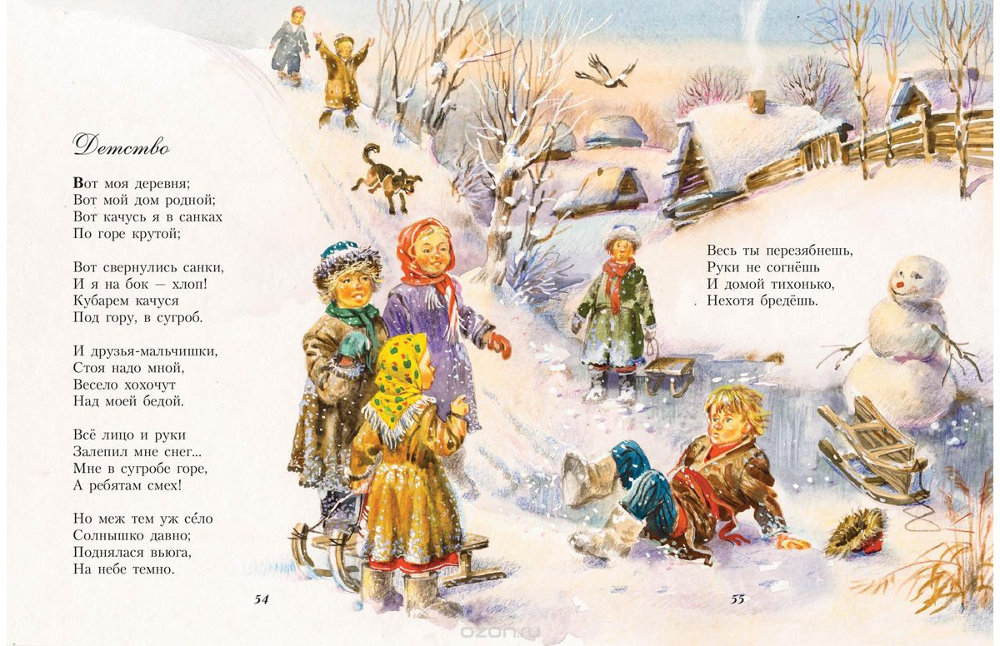 Детство
Вот моя деревня;
Вот мой дом родной;
Вот качусь я в санках
По горе крутой;
Вот свернулись санки,
И я на бок — хлоп!
Кубарем качуся
Под гору, в сугроб.
И друзья-мальчишки,
Стоя надо мной,
Весело хохочут
Над моей бедой.
Всё лицо и руки
Залепил мне снег...
Мне в сугробе горе,
А ребятам смех!
Но меж тем уж се́ло
Солнышко давно;
Поднялася вьюга,
На небе темно.
54
Весь ты перезябнешь,
Руки не согнёшь
И домой тихонько,
Нехотя бредёшь.
55
ozon.ru